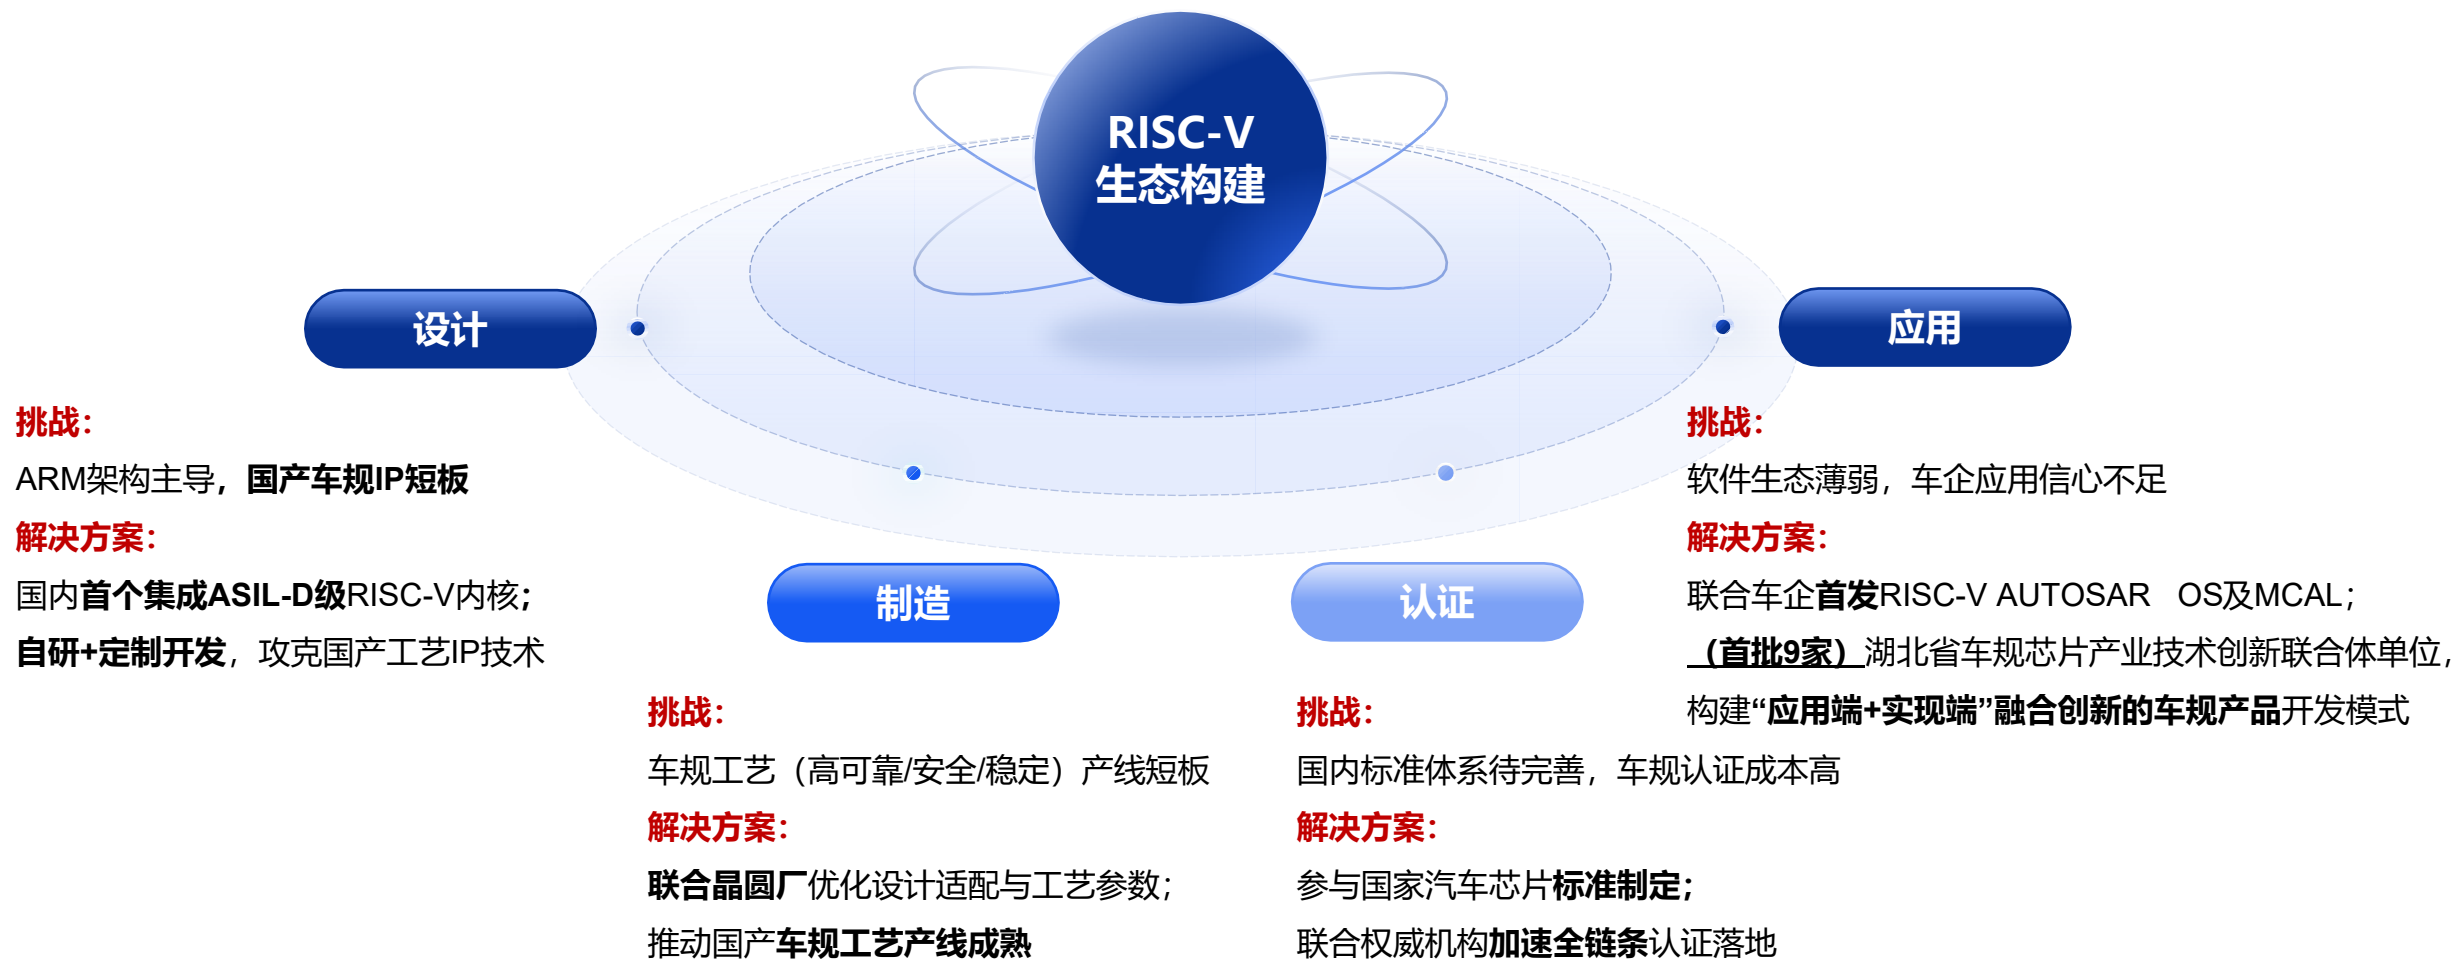 RISC-V
生态构建
设计
挑战：
ARM架构主导，国产车规IP短板
解决方案：
国内首个集成ASIL-D级RISC-V内核；
自研+定制开发，攻克国产工艺IP技术
制造
挑战：
车规工艺（高可靠/安全/稳定）产线短板
解决方案：
联合晶圆厂优化设计适配与工艺参数；
推动国产车规工艺产线成熟
认证
挑战：
国内标准体系待完善，车规认证成本高
解决方案：
参与国家汽车芯片标准制定；
联合权威机构加速全链条认证落地
应用
挑战：
软件生态薄弱，车企应用信心不足
解决方案：
联合车企首发RISC-V AUTOSAR OS及MCAL；
（首批9家）湖北省车规芯片产业技术创新联合体单位，
构建“应用端+实现端”融合创新的车规产品开发模式